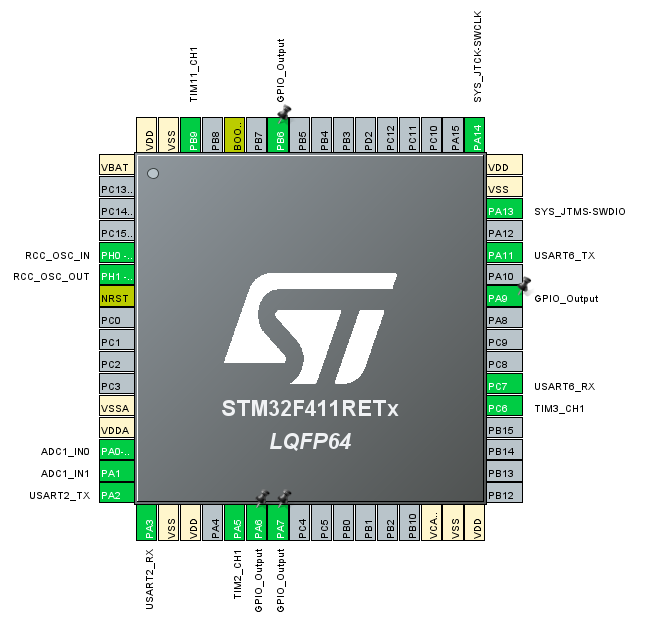 TIM11_CH1
GPIO_Output
SYS_JTCK-SWCLK
VDD
VSS
PB9
PB8
BOO..
PB7
PB6
PB5
PB4
PB3
PD2
PC12
PC11
PC10
PA15
PA14
VBAT
PC13..
PC14..
PC15..
RCC_OSC_IN PH0 -..
RCC_OSC_OUT PH1 -..
NRST
PC0
PC1
PC2
PC3
VSSA
VDDA
ADC1_IN0 PA0-..
ADC1_IN1 PA1
USART2_TX PA2
VDD
VSS
PA13 SYS_JTMS-SWDIO
PA12
PA11 USART6_TX
PA10
PA9 GPIO_Output
PA8
PC9
PC8
PC7 USART6_RX
PC6 TIM3_CH1
PB15
PB14
PB13
PB12
ST
STM32F411RETx
LQFP64
PA3
VSS
VDD
PA4
PA5
PA6
PA7
PC4
PC5
PB0
PB1
PB2
PB10
VCA..
VSS
VDD
USART2_RX
TIM2_CH1
GPIO_Output
GPIO_Output